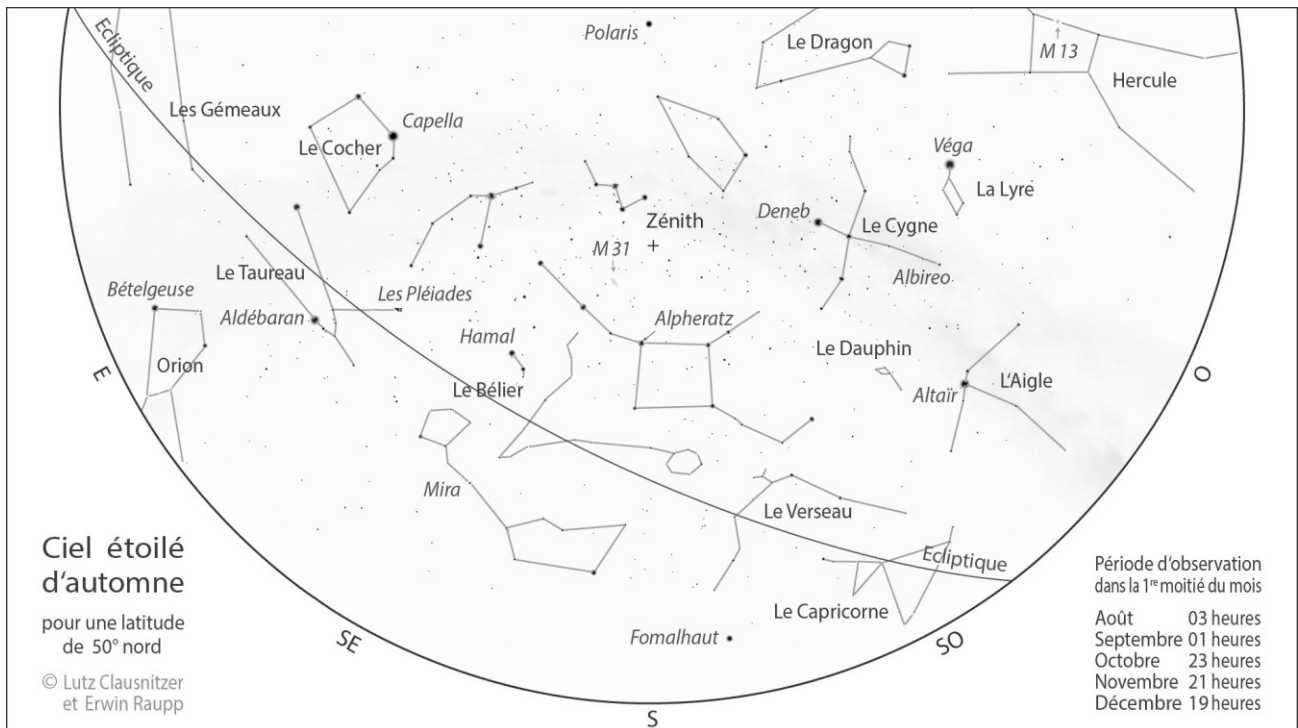 Polaris
Le Dragon
M 13
Hercule
Ecliptique
Les Gémeaux
Capella
Le Cocher
Véga
La Lyre
Zénith
Deneb
Le Cygne
M 31
Albireo
Le Taureau
Bételgeuse
Les Pléiades
Aldébaran
Hamal
Alpheratz
Le Dauphin
Orion
Le Bélier
Altaïr
L'Aigle
E
O
Mira
Le Verseau
Ecliptique
Le Capricorne
Fomalhaut
SE
SO
S
Ciel étoilé
d‘automne
pour une latitude
de 50° nord
© Lutz Clausnitzer
et Erwin Raupp
Période d‘observation
dans la 1re moitié du mois
Août 03 heures
Septembre 01 heures
Octobre 23 heures
Novembre 21 heures
Décembre 19 heures